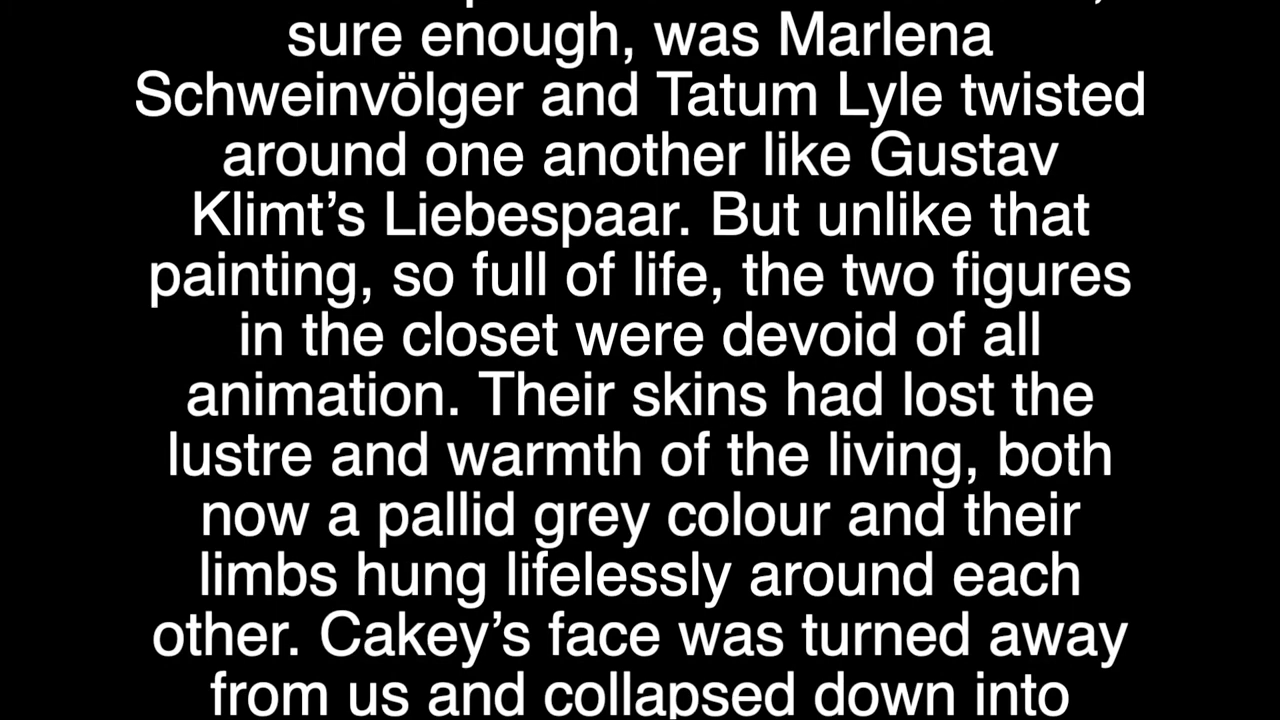 sure enough, was Marlena
Schweinvölger and Tatum Lyle twisted
around one another like Gustav
Klimt’s Liebespaar. But unlike that
painting, so full of life, the two figures
in the closet were devoid of all
animation. Their skins had lost the
lustre and warmth of the living, both
now a pallid grey colour and their
limbs hung lifelessly around each
other. Cakey’s face was turned away
from us and collapsed down into